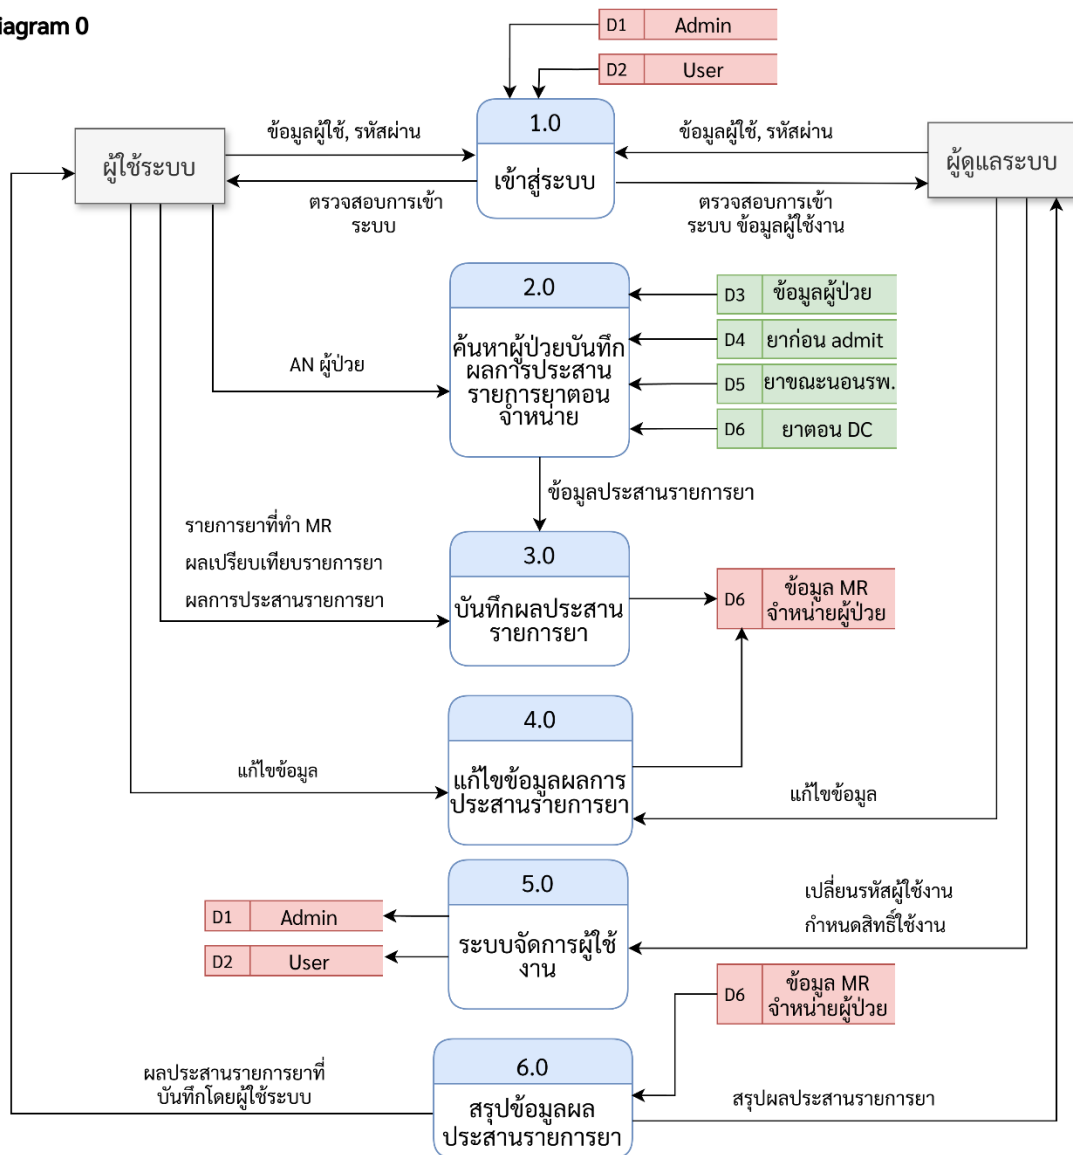 iagram 0
D1 Admin
D2 User
1.0
เข้าสู่ระบบ
ผู้ใช้ระบบ
ข้อมูลผู้ใช้, รหัสผ่าน
ตรวจสอบการเข้า
ระบบ
ข้อมูลผู้ใช้, รหัสผ่าน
ตรวจสอบการเข้า
ระบบ ข้อมูลผู้ใช้งาน
ผู้ดูแลระบบ
2.0
ค้นหาผู้ป่วยบันทึก
ผลการประสาน
รายการยาตอน
จำหน่าย
AN ผู้ป่วย
D3 ข้อมูลผู้ป่วย
D4 ยาก่อน admit
D5 ยาขณะนอนรพ.
D6 ยาตอน DC
ข้อมูลประสานรายการยา
รายการยาที่ทำ MR
ผลเปรียบเทียบรายการยา
ผลการประสานรายการยา
3.0
บันทึกผลประสาน
รายการยา
D6 ข้อมูล MR
จำหน่ายผู้ป่วย
4.0
แก้ไขข้อมูลผลการ
ประสานรายการยา
แก้ไขข้อมูล
แก้ไขข้อมูล
5.0
ระบบจัดการผู้ใช้
งาน
D1 Admin
D2 User
เปลี่ยนรหัสผู้ใช้งาน
กำหนดสิทธิ์ใช้งาน
D6 ข้อมูล MR
จำหน่ายผู้ป่วย
6.0
สรุปข้อมูลผล
ประสานรายการยา
ผลประสานรายการยาที่
บันทึกโดยผู้ใช้ระบบ
สรุปผลประสานรายการยา